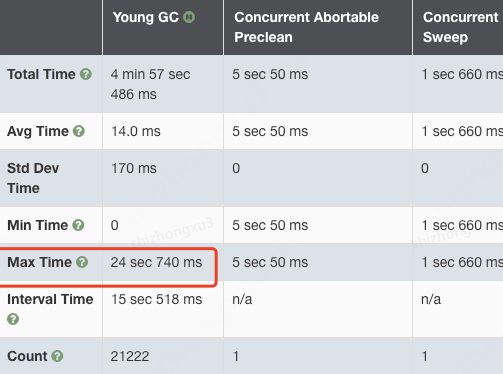 Young GC
Concurrent Abortable
Preclean
Concurrent
Sweep
Total Time
4 min 57 sec
486 ms
5 sec 50 ms
1 sec 660 ms
Avg Time
14.0 ms
5 sec 50 ms
1 sec 660 ms
Std Dev
Time
170 ms
0
0
Min Time
0
5 sec 50 ms
1 sec 660 ms
shizhongxu3
Max Time
24 sec 740 ms
5 sec 50 ms
1 sec 660 ms
Interval Time
15 sec 518 ms
n/a
n/a
Count
21222
1
1